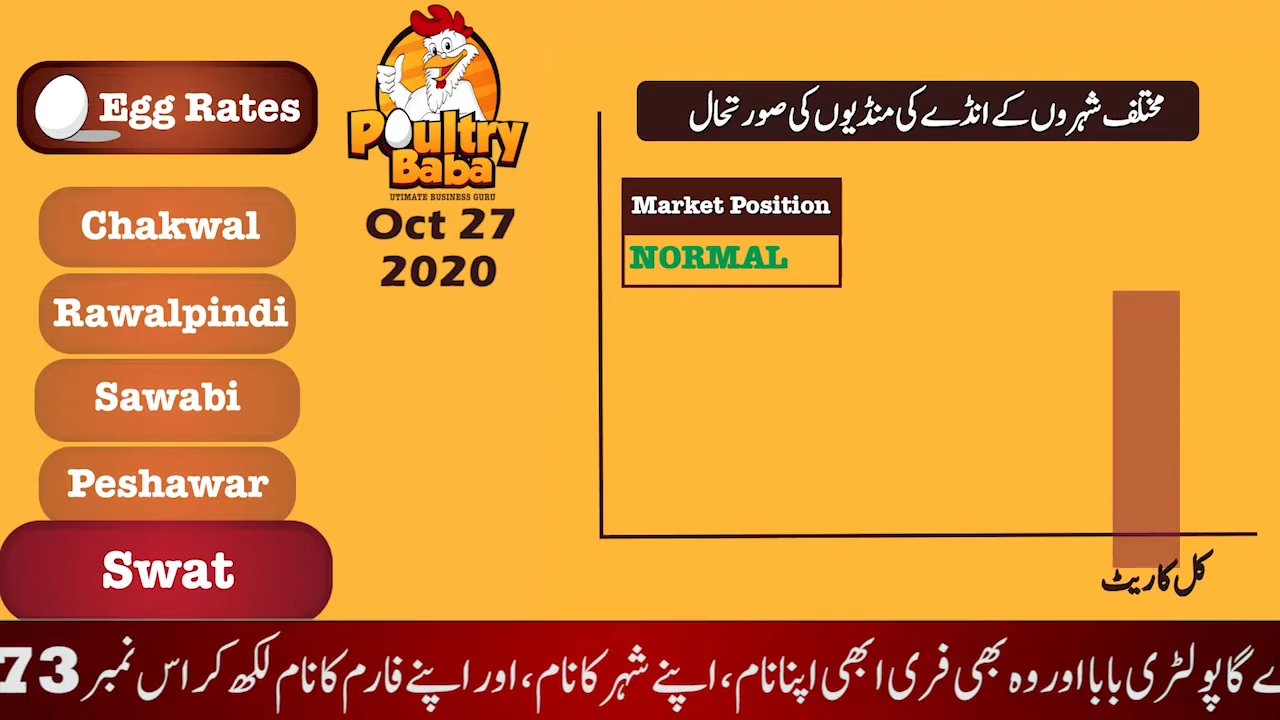 Egg Rates
Chakwal
Rawalpindi
Sawabi
Peshawar
Swat
Poultry
Baba
UTIMATE BUSINESS GURU
Oct 27
2020
مختلف شہروں کے انڈے کی منڈیوں کی صورتحال
Market Position
NORMAL
کل کا ریٹ
ے گا پولٹری بابا اور وہ بھی فری ابھی اپنا نام، اپنے شہر کا نام، اور اپنے فارم کا نام لکھ کر اس نمبر 73